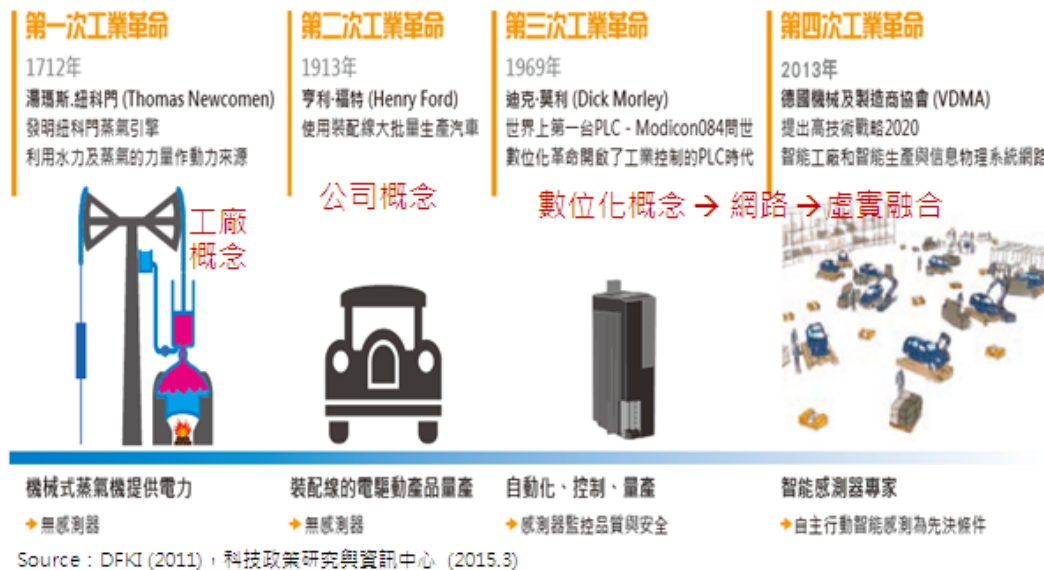 第一次工業革命
1712年
湯瑪斯.紐科門 (Thomas Newcomen)
發明紐科門蒸氣引擎
利用水力及蒸氣的力量作動力來源
工廠
概念
機械式蒸氣機提供電力
無感測器
第二次工業革命
1913年
亨利·福特 (Henry Ford)
使用裝配線大批量生產汽車
公司概念
裝配線的電驅動產品量產
無感測器
第三次工業革命
1969年
迪克·莫利 (Dick Morley)
世界上第一台PLC - Modicon084問世
數位化革命開啟了工業控制的PLC時代
數位化概念 → 網路 → 虛實融合
自動化、控制、量產
感測器監控品質與安全
第四次工業革命
2013年
德國機械及製造商協會 (VDMA)
提出高技術戰略2020
智能工廠和智能生產與信息物理系統網路
智能感測器專家
自主行動智能感測為先決條件
Source：DFKI (2011)，科技政策研究與資訊中心 (2015.3)